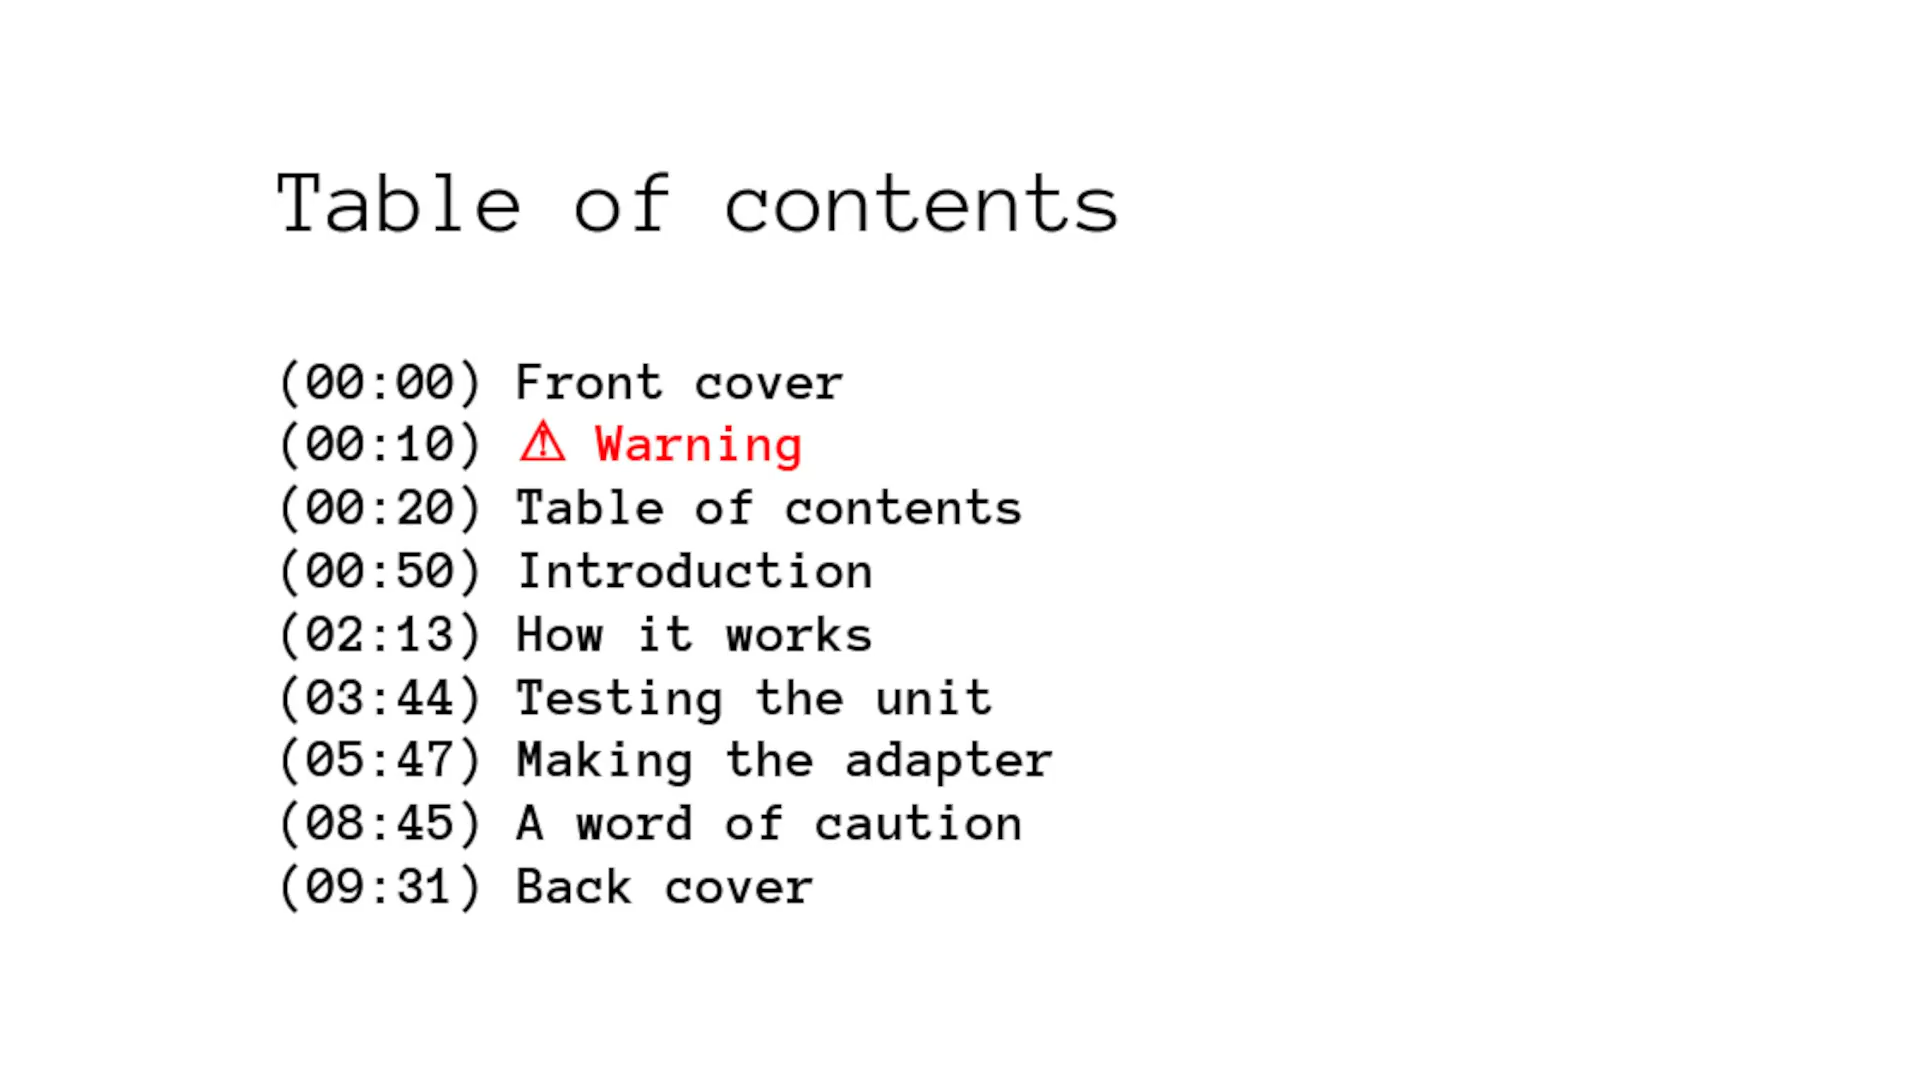 Table of contents
(00:00) Front cover
(00:10) ⚠ Warning
(00:20) Table of contents
(00:50) Introduction
(02:13) How it works
(03:44) Testing the unit
(05:47) Making the adapter
(08:45) A word of caution
(09:31) Back cover